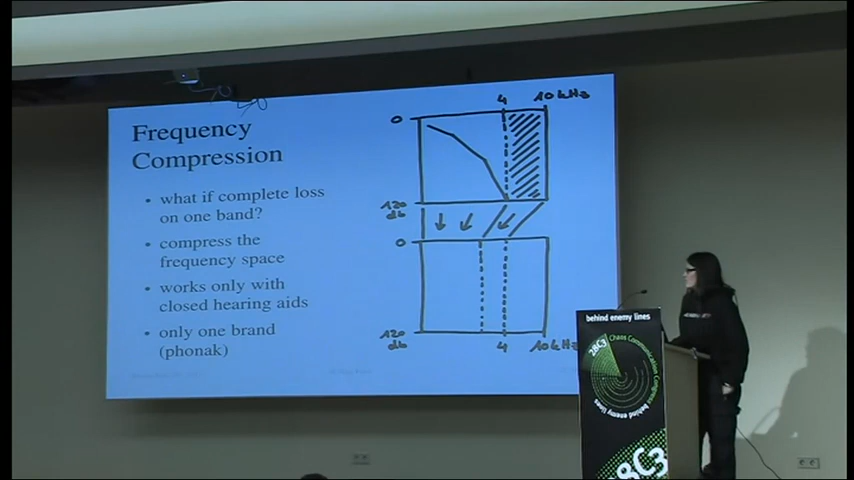 Frequency
Compression
• what if complete loss
on one band?
• compress the
frequency space
• works only with
closed hearing aids
• only one brand
(phonak)
4 10 kHz
0
120
db
0
120
db
4 10 kHz
behind enemy lines
28C3
Chaos Communication Congress
behind enemy lines
28C3